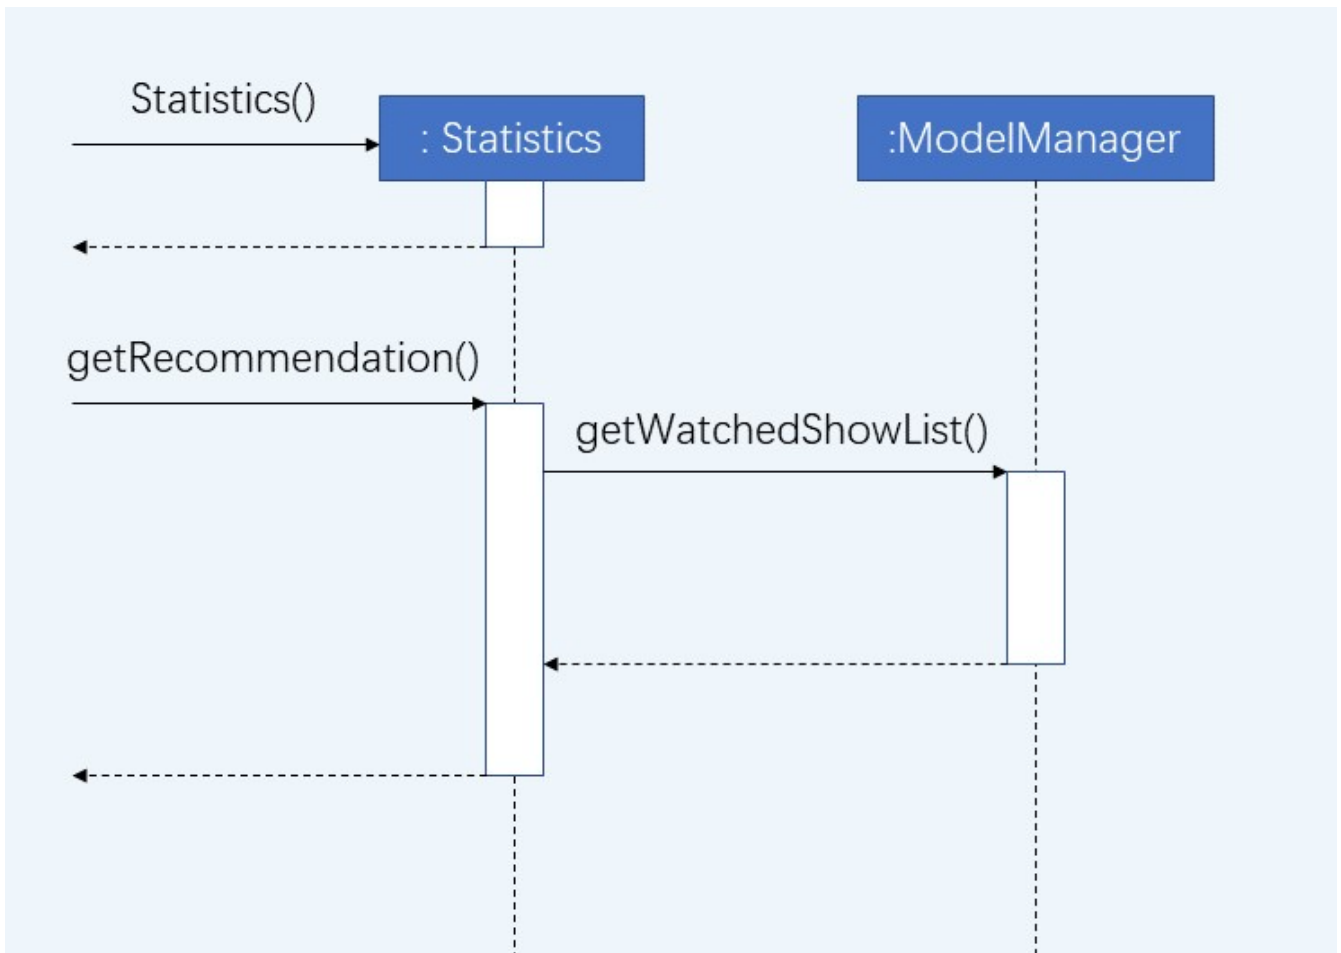 Statistics()
: Statistics
:ModelManager
getRecommendation()
getWatchedShowList()